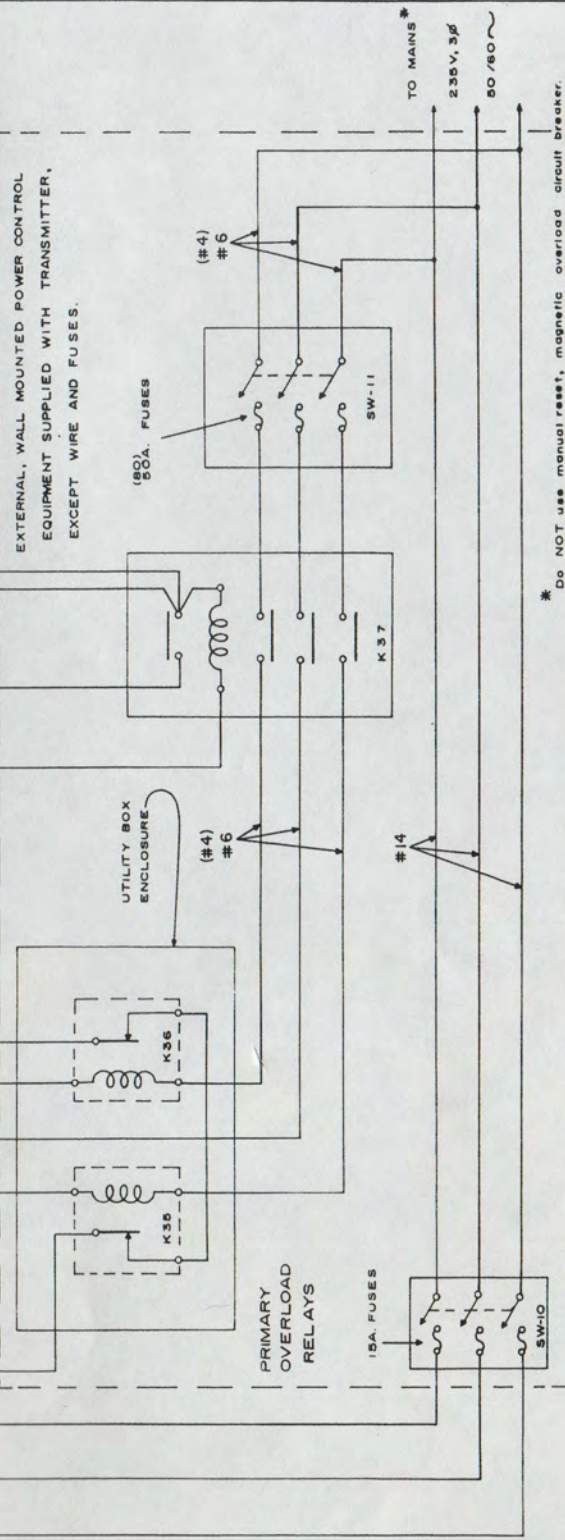 TO MAINS *
235V, 3ø
50/60~
EXTERNAL, WALL MOUNTED POWER CONTROL
EQUIPMENT SUPPLIED WITH TRANSMITTER,
EXCEPT WIRE AND FUSES.
(#4)
#6
(80)
50A. FUSES
SW-11
K37
UTILITY BOX
ENCLOSURE
(#4)
#6
#14
K36
K35
PRIMARY
OVERLOAD
RELAYS
15A. FUSES
SW-10
* Do NOT use manual reset, magnetic overload circuit breaker.